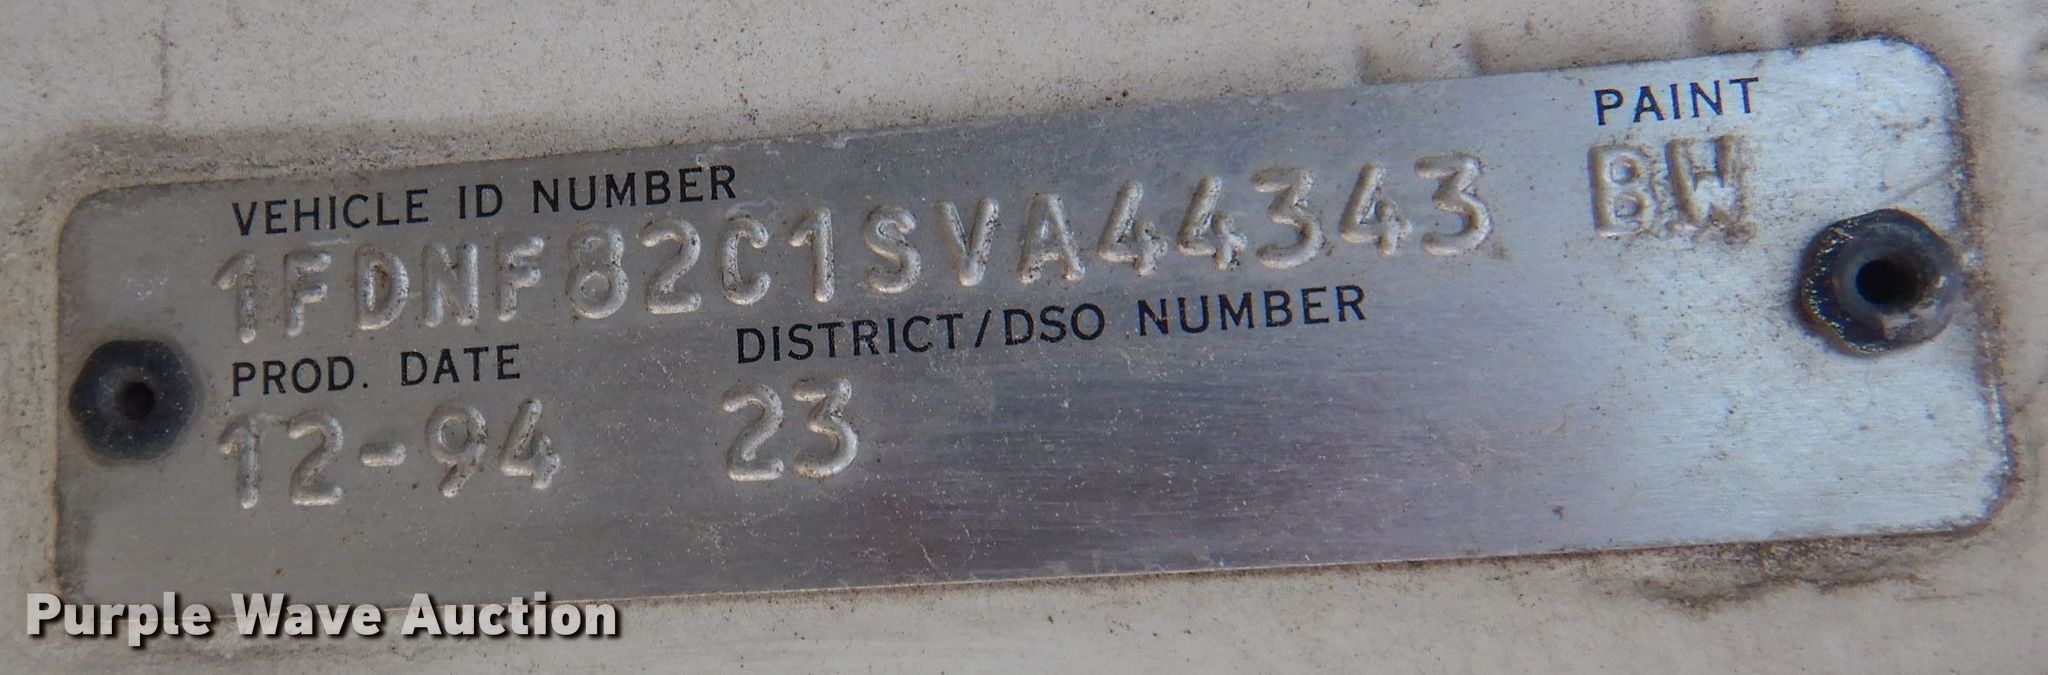 VEHICLE ID NUMBER PAINT
1FDNF82C1SVA44343 BW
PROD. DATE DISTRICT/DSO NUMBER
12-94 23
Purple Wave Auction